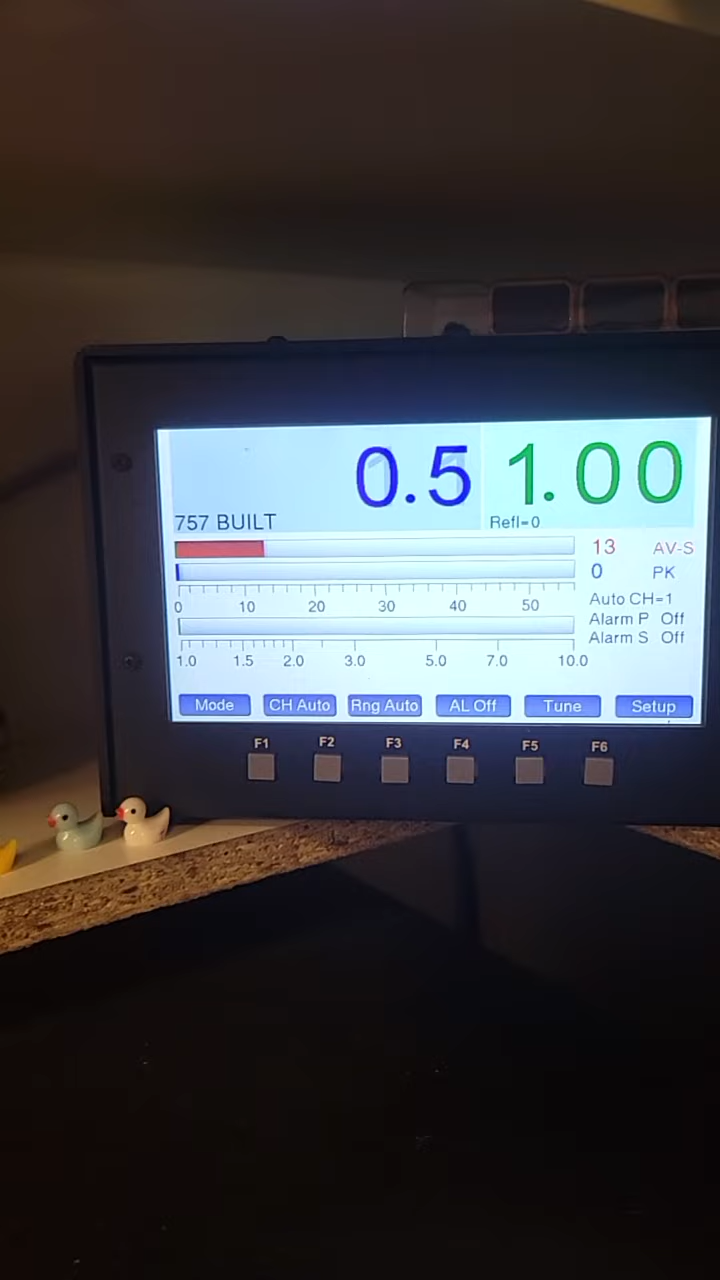 0.5 1.00
757 BUILT Refl=0
13 AV-S
0 PK
0 10 20 30 40 50
Auto CH=1
Alarm P Off
Alarm S Off
1.0 1.5 2.0 3.0 5.0 7.0 10.0
Mode CH Auto Rng Auto AL Off Tune Setup
F1 F2 F3 F4 F5 F6